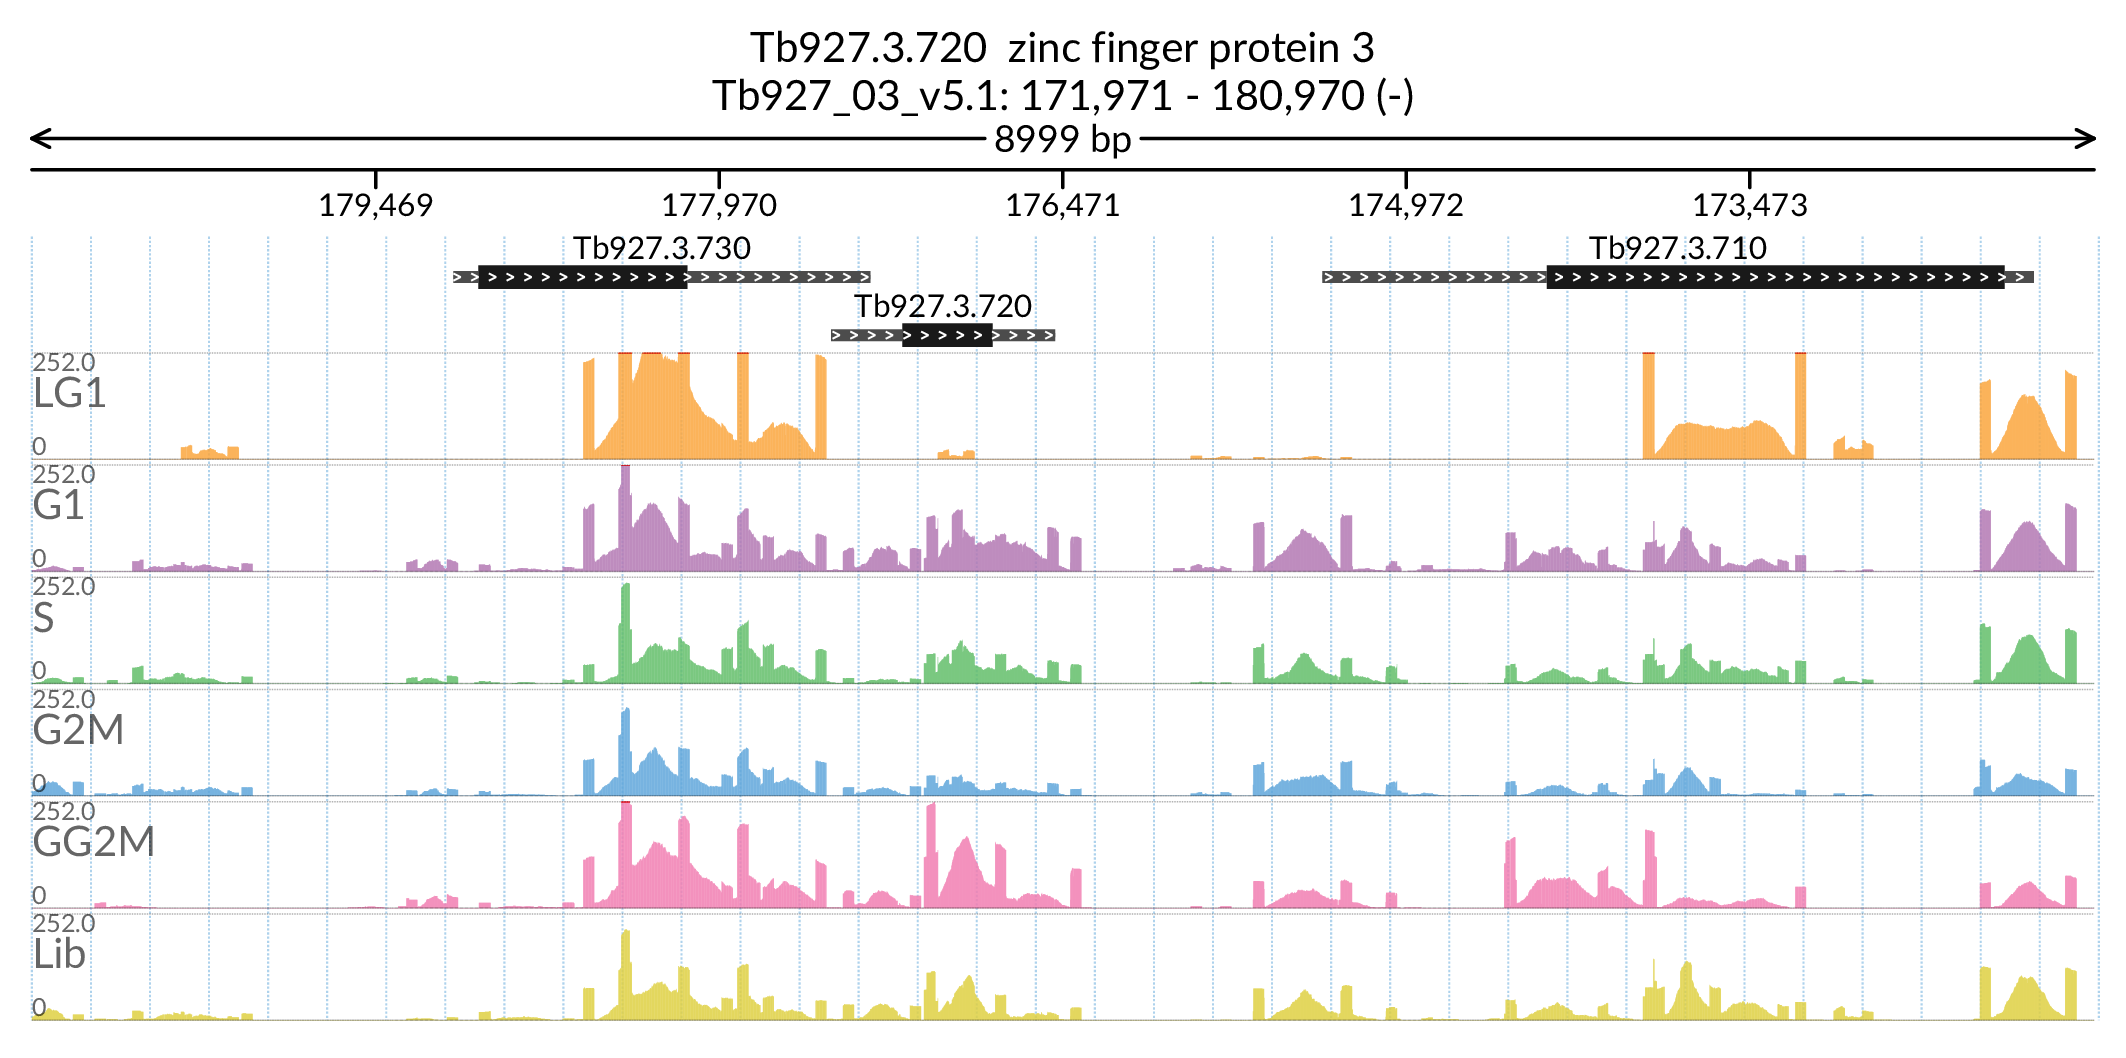 Tb927.3.720 zinc finger protein 3
Tb927_03_v5.1: 171,971 - 180,970 (-)
8999 bp
179,469 177,970 176,471 174,972 173,473
Tb927.3.730 Tb927.3.710
Tb927.3.720
252.0
LG1
0
252.0
G1
0
252.0
S
0
252.0
G2M
0
252.0
GG2M
0
252.0
Lib
0